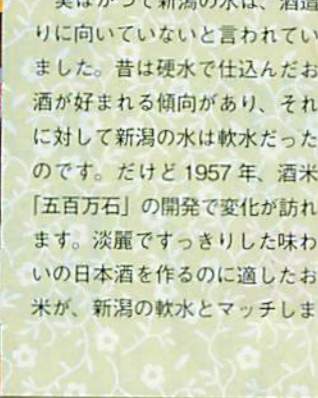 実はかつて新潟の水は、酒造
りに向いていないと言われてい
ました。昔は硬水で仕込んだお
酒が好まれる傾向があり、それ
に対して新潟の水は軟水だった
のです。だけど 1957 年、酒米
「五百万石」の開発で変化が訪れ
ます。淡麗ですっきりした味わ
いの日本酒を作るのに適したお
米が、新潟の軟水とマッチしま